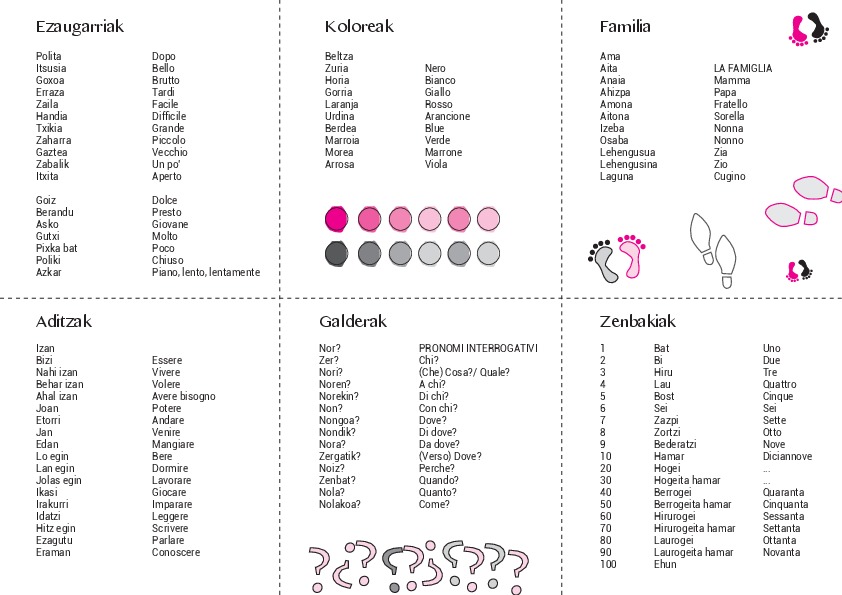 Ezaugarriak
Polita Dopo
Itsusia Bello
Goxoa Brutto
Erraza Tardi
Zaila Facile
Handia Difficile
Txikia Grande
Zaharra Piccolo
Gaztea Vecchio
Zabalik Un po'
Itxita Aperto
Goiz Dolce
Berandu Presto
Asko Giovane
Gutxi Molto
Pixka bat Poco
Poliki Chiuso
Azkar Piano, lento, lentamente
Koloreak
Beltza
Zuria Nero
Horia Bianco
Gorria Giallo
Laranja Rosso
Urdina Arancione
Berdea Blue
Marroia Verde
Morea Marrone
Arrosa Viola
Familia
Ama
Aita LA FAMIGLIA
Anaia Mamma
Ahizpa Papa
Amona Fratello
Aitona Sorella
Izeba Nonna
Osaba Nonno
Lehengusua Zia
Lehengusina Zio
Laguna Cugino
Aditzak
Izan
Bizi Essere
Nahi izan Vivere
Behar izan Volere
Ahal izan Avere bisogno
Joan Potere
Etorri Andare
Jan Venire
Edan Mangiare
Lo egin Bere
Lan egin Dormire
Jolas egin Lavorare
Ikasi Giocare
Irakurri Imparare
Idatzi Leggere
Hitz egin Scrivere
Ezagutu Parlare
Eraman Conoscere
Galderak
Nor? PRONOMI INTERROGATIVI
Zer? Chi?
Nori? (Che) Cosa?/ Quale?
Noren? A chi?
Norekin? Di chi?
Non? Con chi?
Nongoa? Dove?
Nondik? Di dove?
Nora? Da dove?
Zergatik? (Verso) Dove?
Noiz? Perche?
Zenbat? Quando?
Nola? Quanto?
Nolakoa? Come?
Zenbakiak
1 Bat Uno
2 Bi Due
3 Hiru Tre
4 Lau Quattro
5 Bost Cinque
6 Sei Sei
7 Zazpi Sette
8 Zortzi Otto
9 Bederatzi Nove
10 Hamar Diciannove
20 Hogei ...
30 Hogeita hamar ...
40 Berrogei Quaranta
50 Berrogeita hamar Cinquanta
60 Hirurogei Sessanta
70 Hirurogeita hamar Settanta
80 Laurogei Ottanta
90 Laurogeita hamar Novanta
100 Ehun